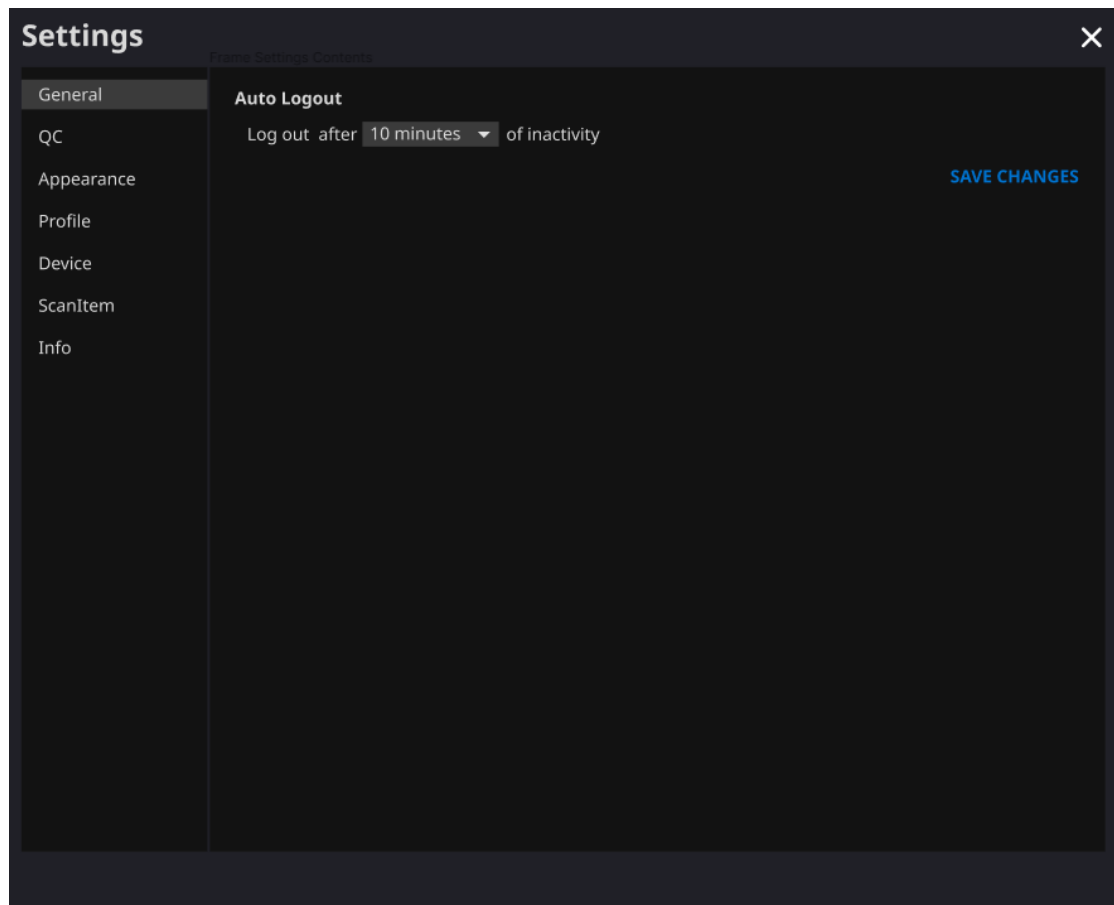 Settings
Frame Settings Contents
General
QC
Appearance
Profile
Device
ScanItem
Info
Auto Logout
Log out after 10 minutes of inactivity
SAVE CHANGES